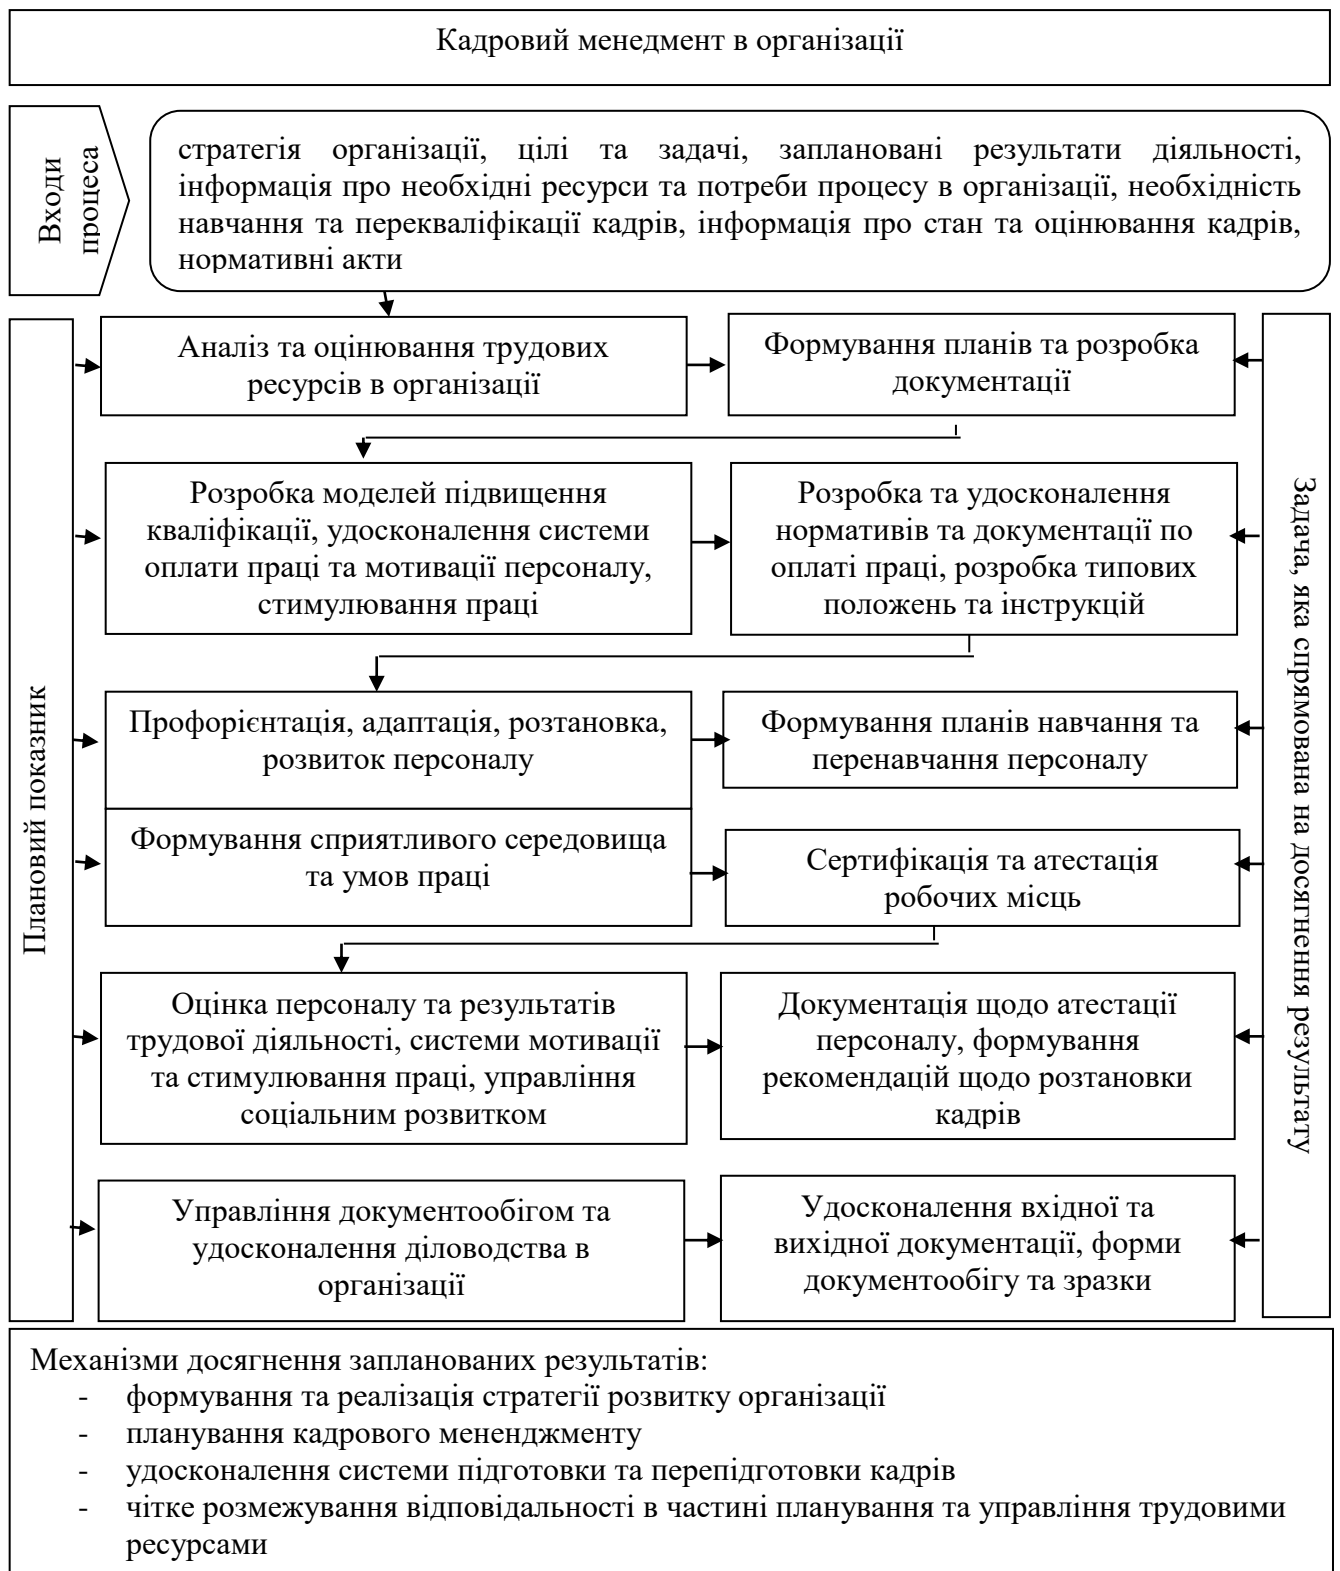 Кадровий менедмент в організації
Входи
процеса
стратегія організації, цілі та задачі, заплановані результати діяльності,
інформація про необхідні ресурси та потреби процесу в організації, необхідність
навчання та перекваліфікації кадрів, інформація про стан та оцінювання кадрів,
нормативні акти
Плановий показник
Аналіз та оцінювання трудових
ресурсів в організації
Формування планів та розробка
документації
Розробка моделей підвищення
кваліфікації, удосконалення системи
оплати праці та мотивації персоналу,
стимулювання праці
Розробка та удосконалення
нормативів та документації по
оплаті праці, розробка типових
положень та інструкцій
Профорієнтація, адаптація, розтановка,
розвиток персоналу
Формування планів навчання та
перенавчання персоналу
Формування сприятливого середовища
та умов праці
Сертифікація та атестація
робочих місць
Оцінка персоналу та результатів
трудової діяльності, системи мотивації
та стимулювання праці, управління
соціальним розвитком
Документація щодо атестації
персоналу, формування
рекомендацій щодо розтановки
кадрів
Управління документообігом та
удосконалення діловодства в
організації
Удосконалення вхідної та
вихідної документації, форми
документообігу та зразки
Задача, яка спрямована на досягнення результату
Механізми досягнення запланованих результатів:
- формування та реалізація стратегії розвитку організації
- планування кадрового мененджменту
- удосконалення системи підготовки та перепідготовки кадрів
- чітке розмежування відповідальності в частині планування та управління трудовими
ресурсами